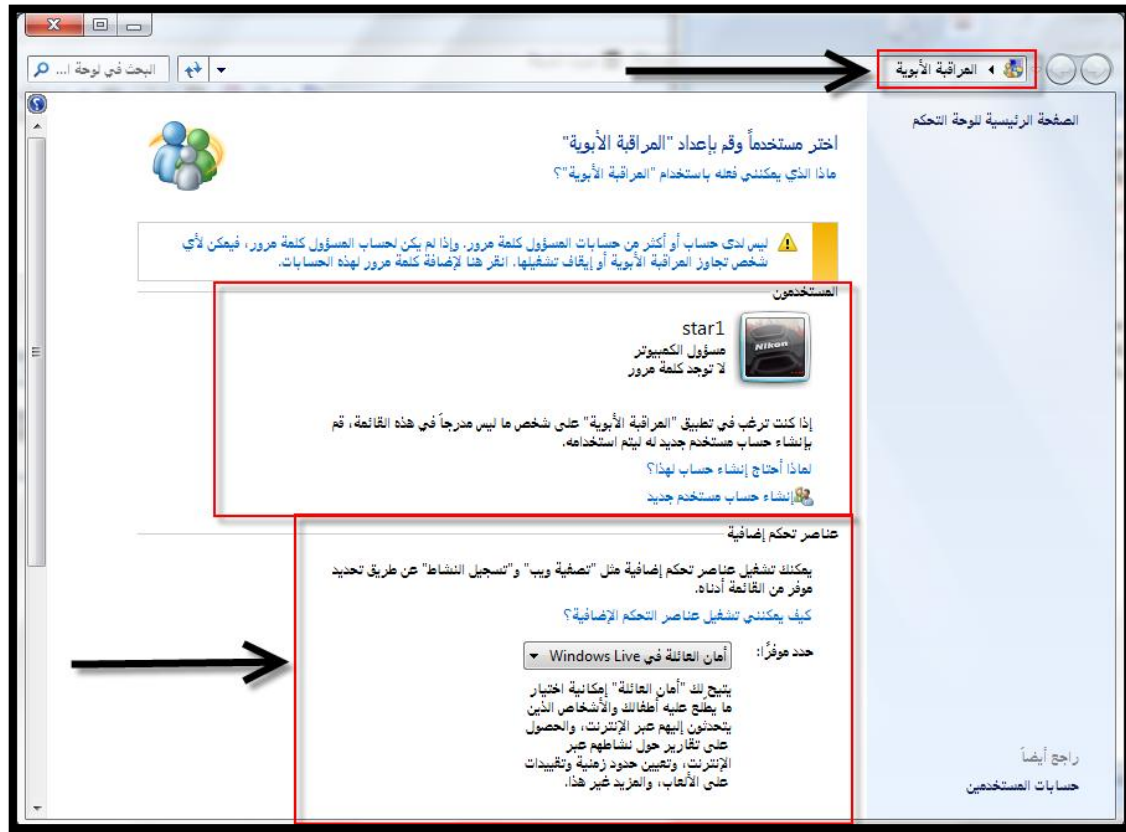 المراقبة الأبوية
البحث في لوحة ا...
الصفحة الرئيسية للوحة التحكم
اختر مستخدماً وقم بإعداد "المراقبة الأبوية"
ماذا الذي يمكنني فعله باستخدام "المراقبة الأبوية"؟
ليس لدى حساب أو أكثر من حسابات المسؤول كلمة مرور. وإذا لم يكن لحساب المسؤول كلمة مرور، فيمكن لأي
شخص تجاوز المراقبة الأبوية أو إيقاف تشغيلها. انقر هنا لإضافة كلمة مرور لهذه الحسابات.
المستخدمون
star1
Nikon
مسؤول الكمبيوتر
لا توجد كلمة مرور
إذا كنت ترغب في تطبيق "المراقبة الأبوية" على شخص ما ليس مدرجاً في هذه القائمة، قم
بإنشاء حساب مستخدم جديد له ليتم استخدامه.
لماذا أحتاج إنشاء حساب لهذا؟
إنشاء حساب مستخدم جديد
عناصر تحكم إضافية
يمكنك تشغيل عناصر تحكم إضافية مثل "تصفية ويب" و"تسجيل النشاط" عن طريق تحديد
موفر من القائمة أدناه.
كيف يمكنني تشغيل عناصر التحكم الإضافية؟
حدد موفرًا:
أمان العائلة في Windows Live
يتيح لك "أمان العائلة" إمكانية اختيار
ما يطّلع عليه أطفالك والأشخاص الذين
يتحدثون إليهم عبر الإنترنت، والحصول
على تقارير حول نشاطهم عبر
الإنترنت، وتعيين حدود زمنية وتقييدات
على الألعاب، والمزيد غير هذا.
راجع أيضاً
حسابات المستخدمين